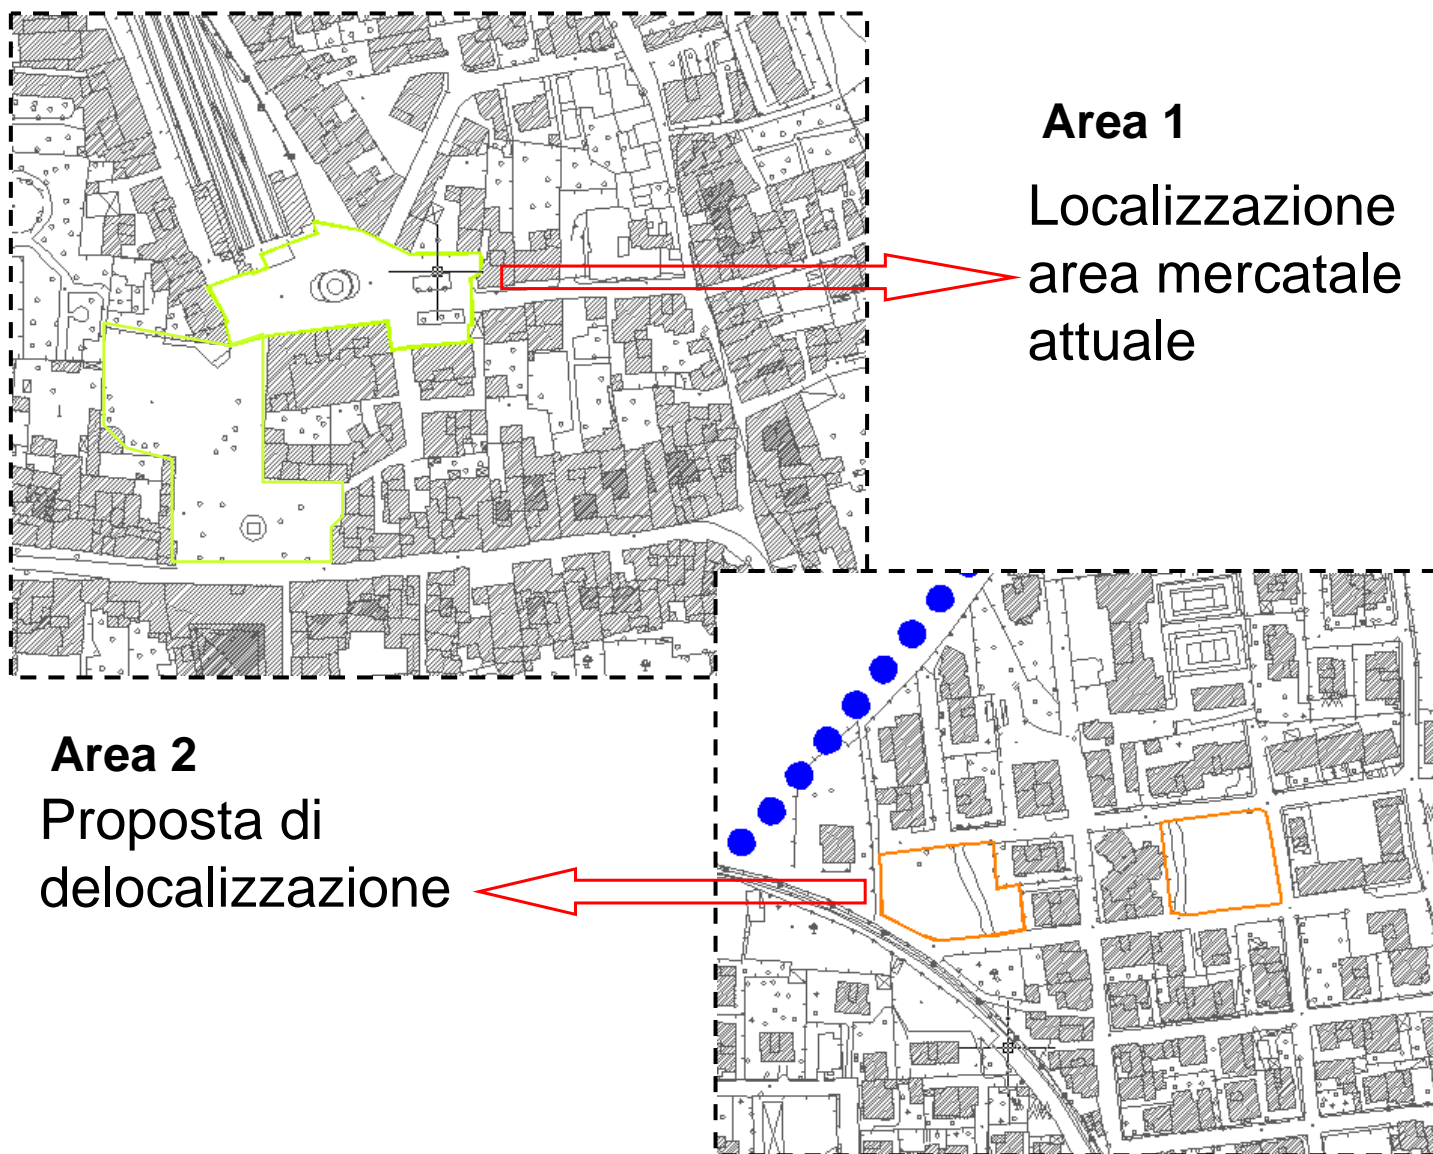 Area 1
Localizzazione
area mercatale
attuale
Area 2
Proposta di
delocalizzazione